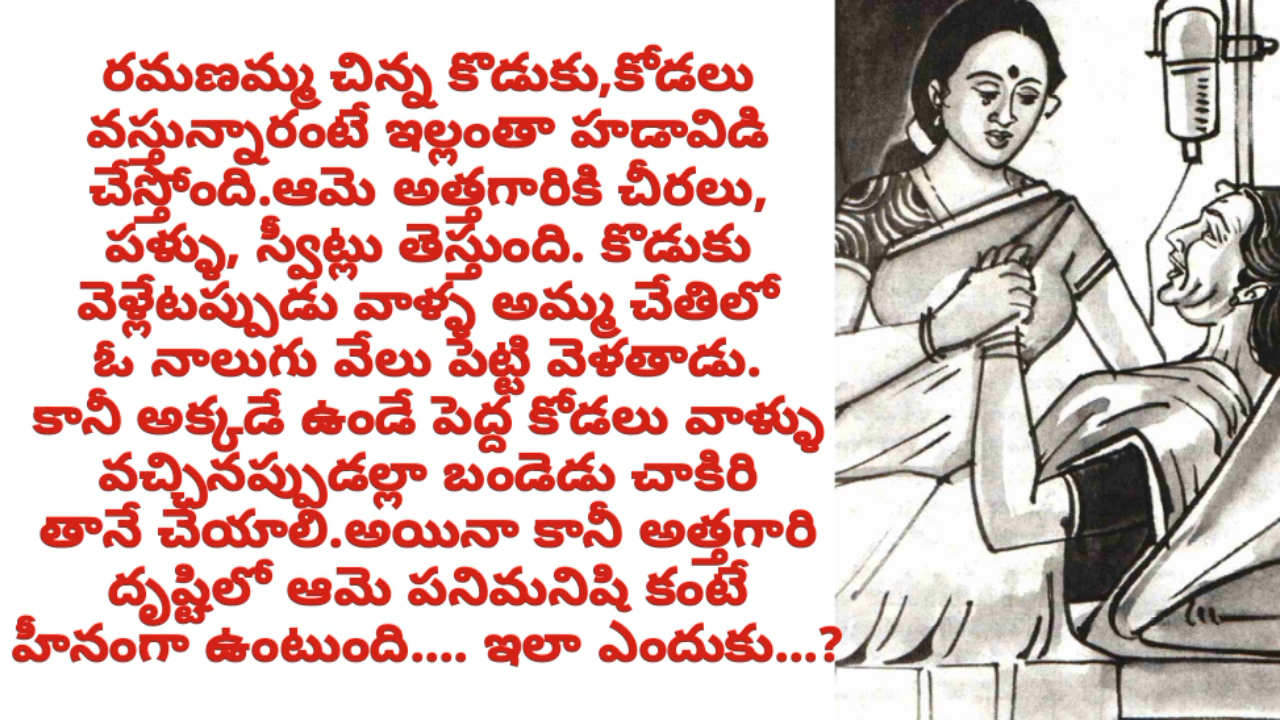 రమణమ్మ చిన్న కొడుకు,కోడలు
వస్తున్నారంటే ఇల్లంతా హడావిడి
చేస్తోంది.ఆమె అత్తగారికి చీరలు,
పళ్ళు, స్వీట్లు తెస్తుంది. కొడుకు
వెళ్లేటప్పుడు వాళ్ళ అమ్మ చేతిలో
ఓ నాలుగు వేలు పెట్టి వెళతాడు.
కానీ అక్కడే ఉండే పెద్ద కోడలు వాళ్ళు
వచ్చినప్పుడల్లా బండెడు చాకిరి
తానే చేయాలి.అయినా కానీ అత్తగారి
దృష్టిలో ఆమె పనిమనిషి కంటే
హీనంగా ఉంటుంది.... ఇలా ఎందుకు...?